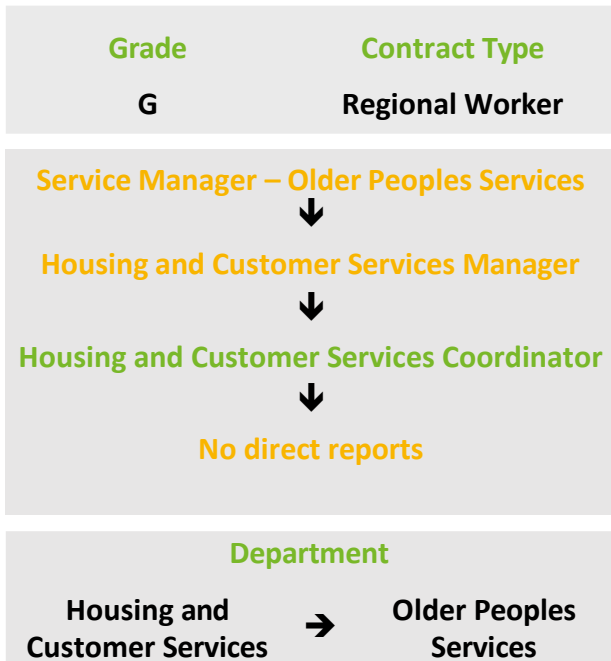 Grade Contract Type
G Regional Worker
Service Manager – Older Peoples Services
🡻
Housing and Customer Services Manager
🡻
Housing and Customer Services Coordinator
🡻
No direct reports
Department
Housing and 🡺 Older Peoples
Customer Services Services